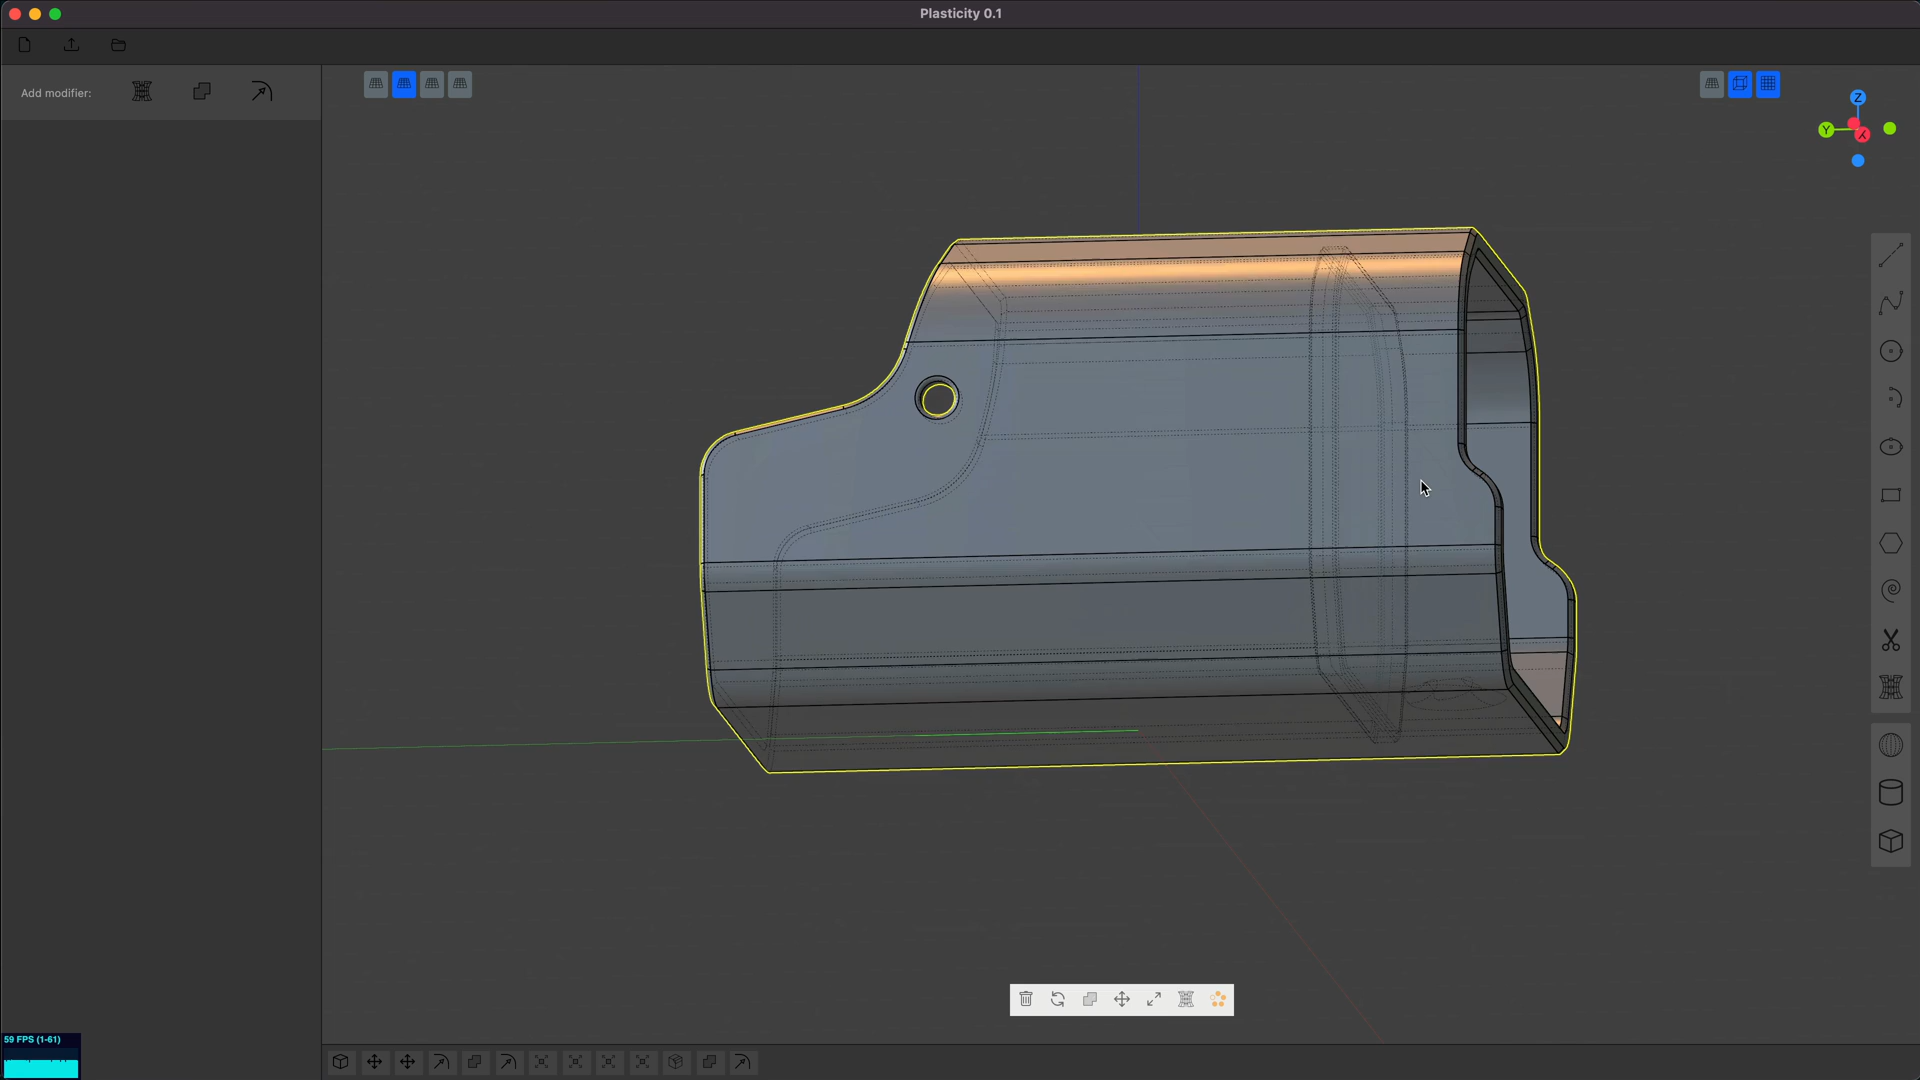 Plasticity 0.1
Add modifier:
Z
Y
X
59 FPS (1-61)